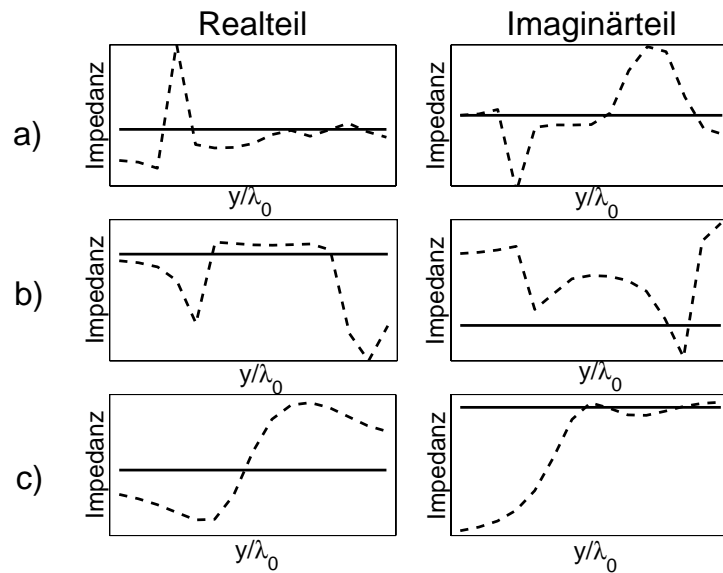 Realteil
Imaginärteil
a)
Impedanz
Impedanz
y/λ0
y/λ0
b)
Impedanz
Impedanz
y/λ0
y/λ0
c)
Impedanz
Impedanz
y/λ0
y/λ0